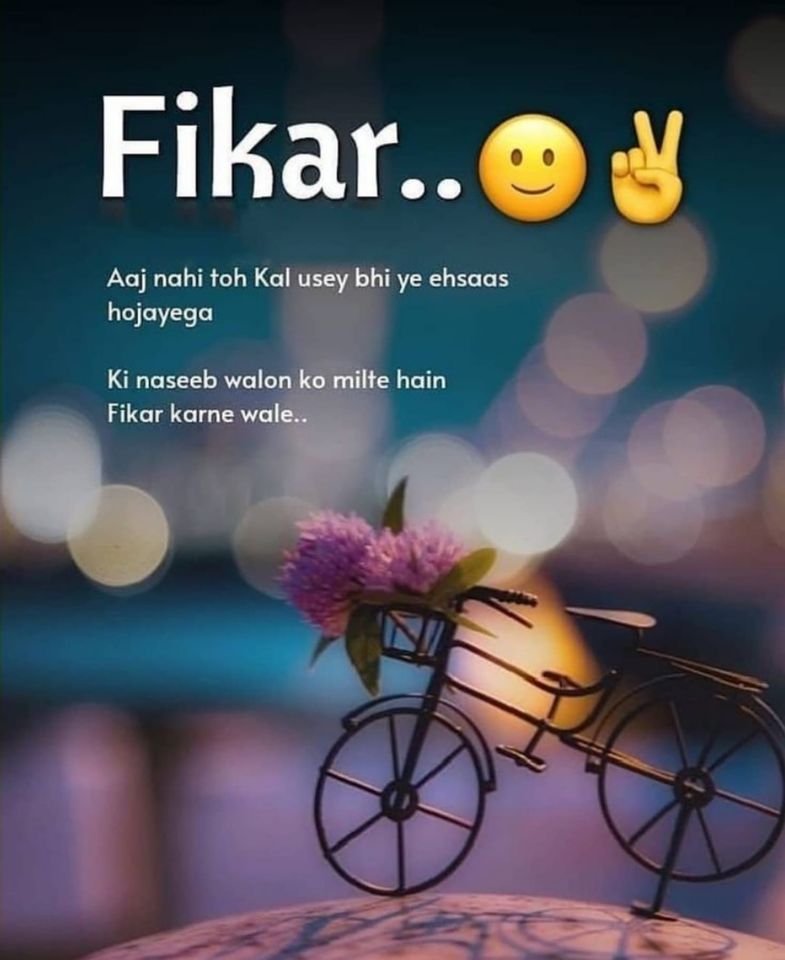 Fikar..🙂✌️
Aaj nahi toh Kal usey bhi ye ehsaas
hojayega
Ki naseeb walon ko milte hain
Fikar karne wale..